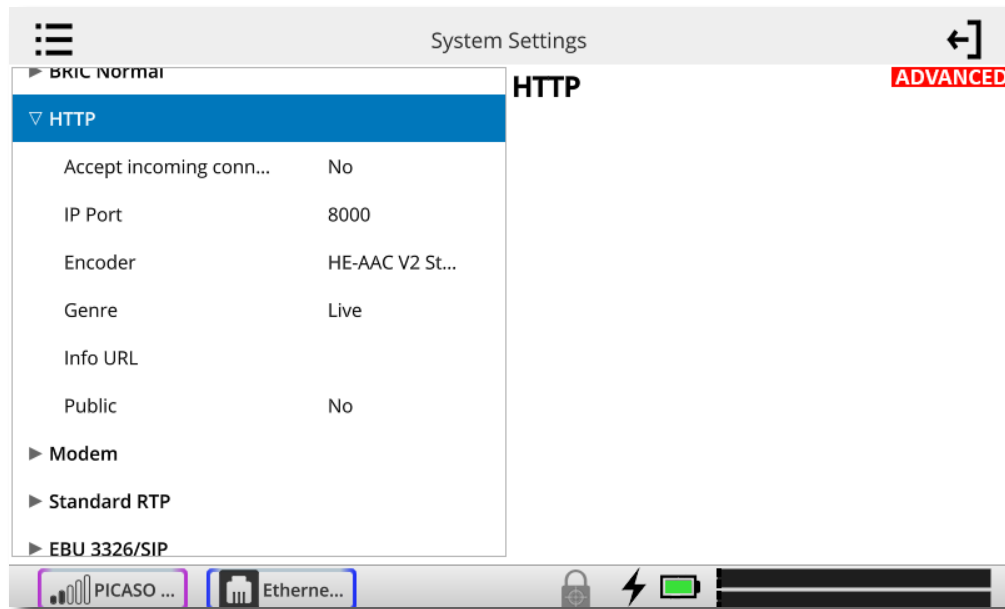 System Settings
BRIC Normal
HTTP
ADVANCED
HTTP
Accept incoming conn... No
IP Port 8000
Encoder HE-AAC V2 St...
Genre Live
Info URL
Public No
Modem
Standard RTP
EBU 3326/SIP
PICASO ... Etherne...